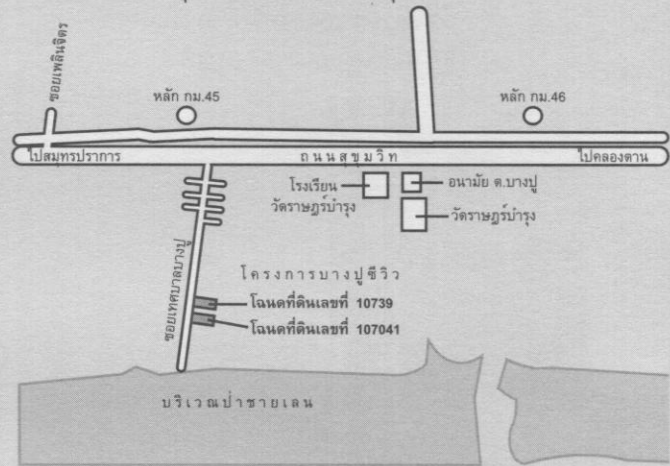 ซอยเพลินจิตร
หลัก กม.45
หลัก กม.46
ไปสมุทรปราการ
ถนนสุขุมวิท
ไปคลองด่าน
โรงเรียน
วัดราษฎร์บำรุง
อนามัย ต.บางปู
วัดราษฎร์บำรุง
ซอยเทศบาลบางปู
โครงการบางปูซีวิว
โฉนดที่ดินเลขที่ 10739
โฉนดที่ดินเลขที่ 107041
บริเวณป่าชายเลน